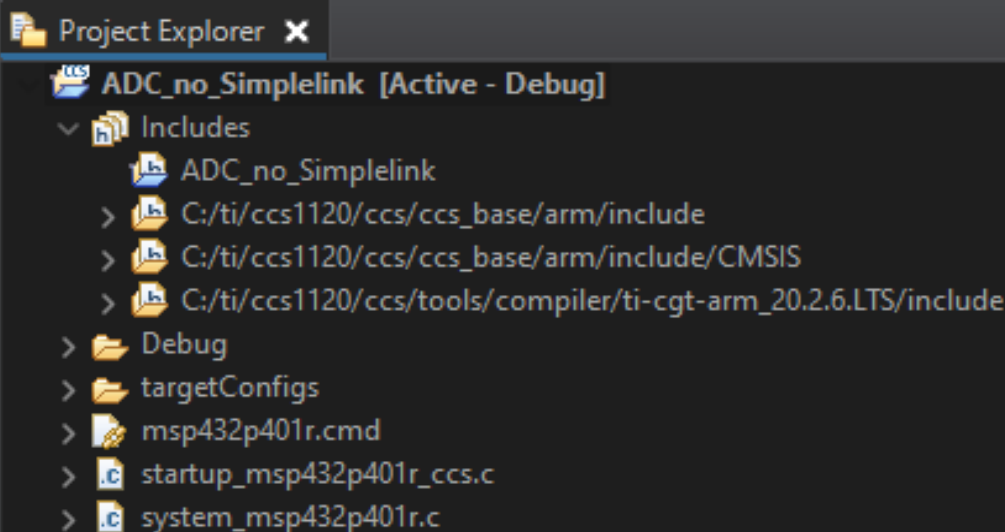 Project Explorer
ADC_no_Simplelink [Active - Debug]
Includes
ADC_no_Simplelink
C:/ti/ccs1120/ccs/ccs_base/arm/include
C:/ti/ccs1120/ccs/ccs_base/arm/include/CMSIS
C:/ti/ccs1120/ccs/tools/compiler/ti-cgt-arm_20.2.6.LTS/include
Debug
targetConfigs
msp432p401r.cmd
startup_msp432p401r_ccs.c
system_msp432p401r.c